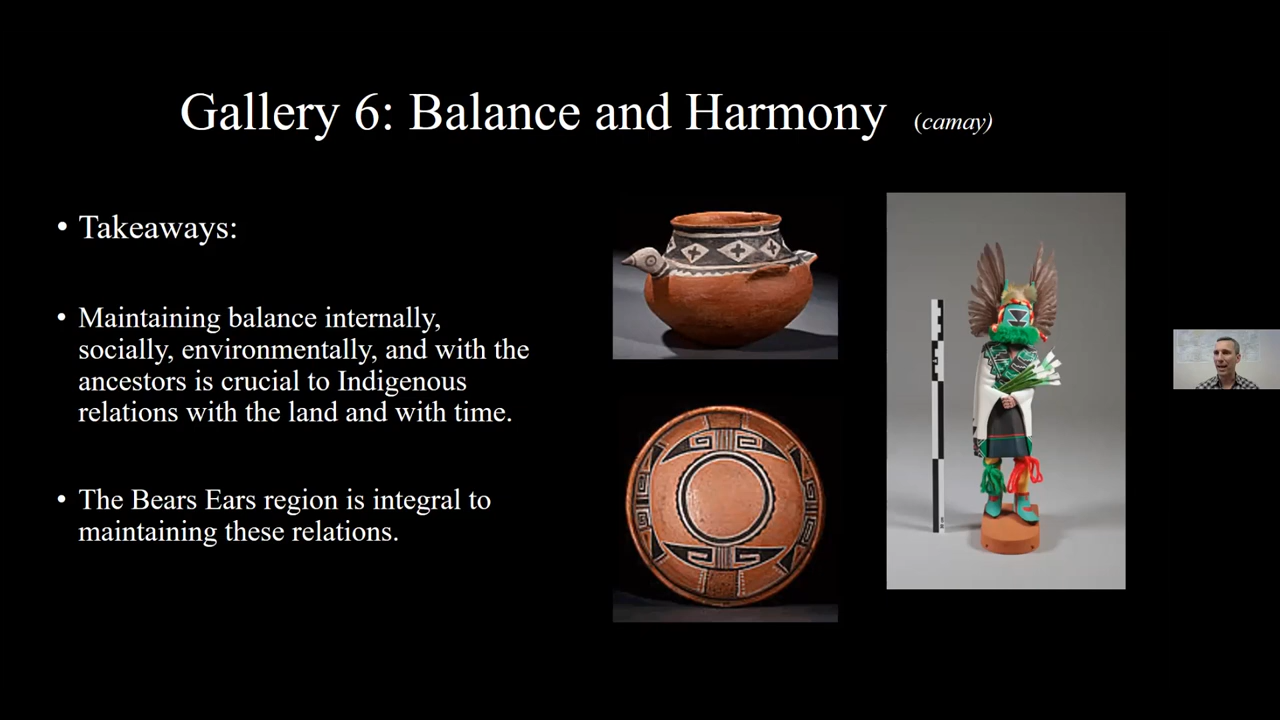 Gallery 6: Balance and Harmony (camay)
• Takeaways:
• Maintaining balance internally,
socially, environmentally, and with the
ancestors is crucial to Indigenous
relations with the land and with time.
• The Bears Ears region is integral to
maintaining these relations.